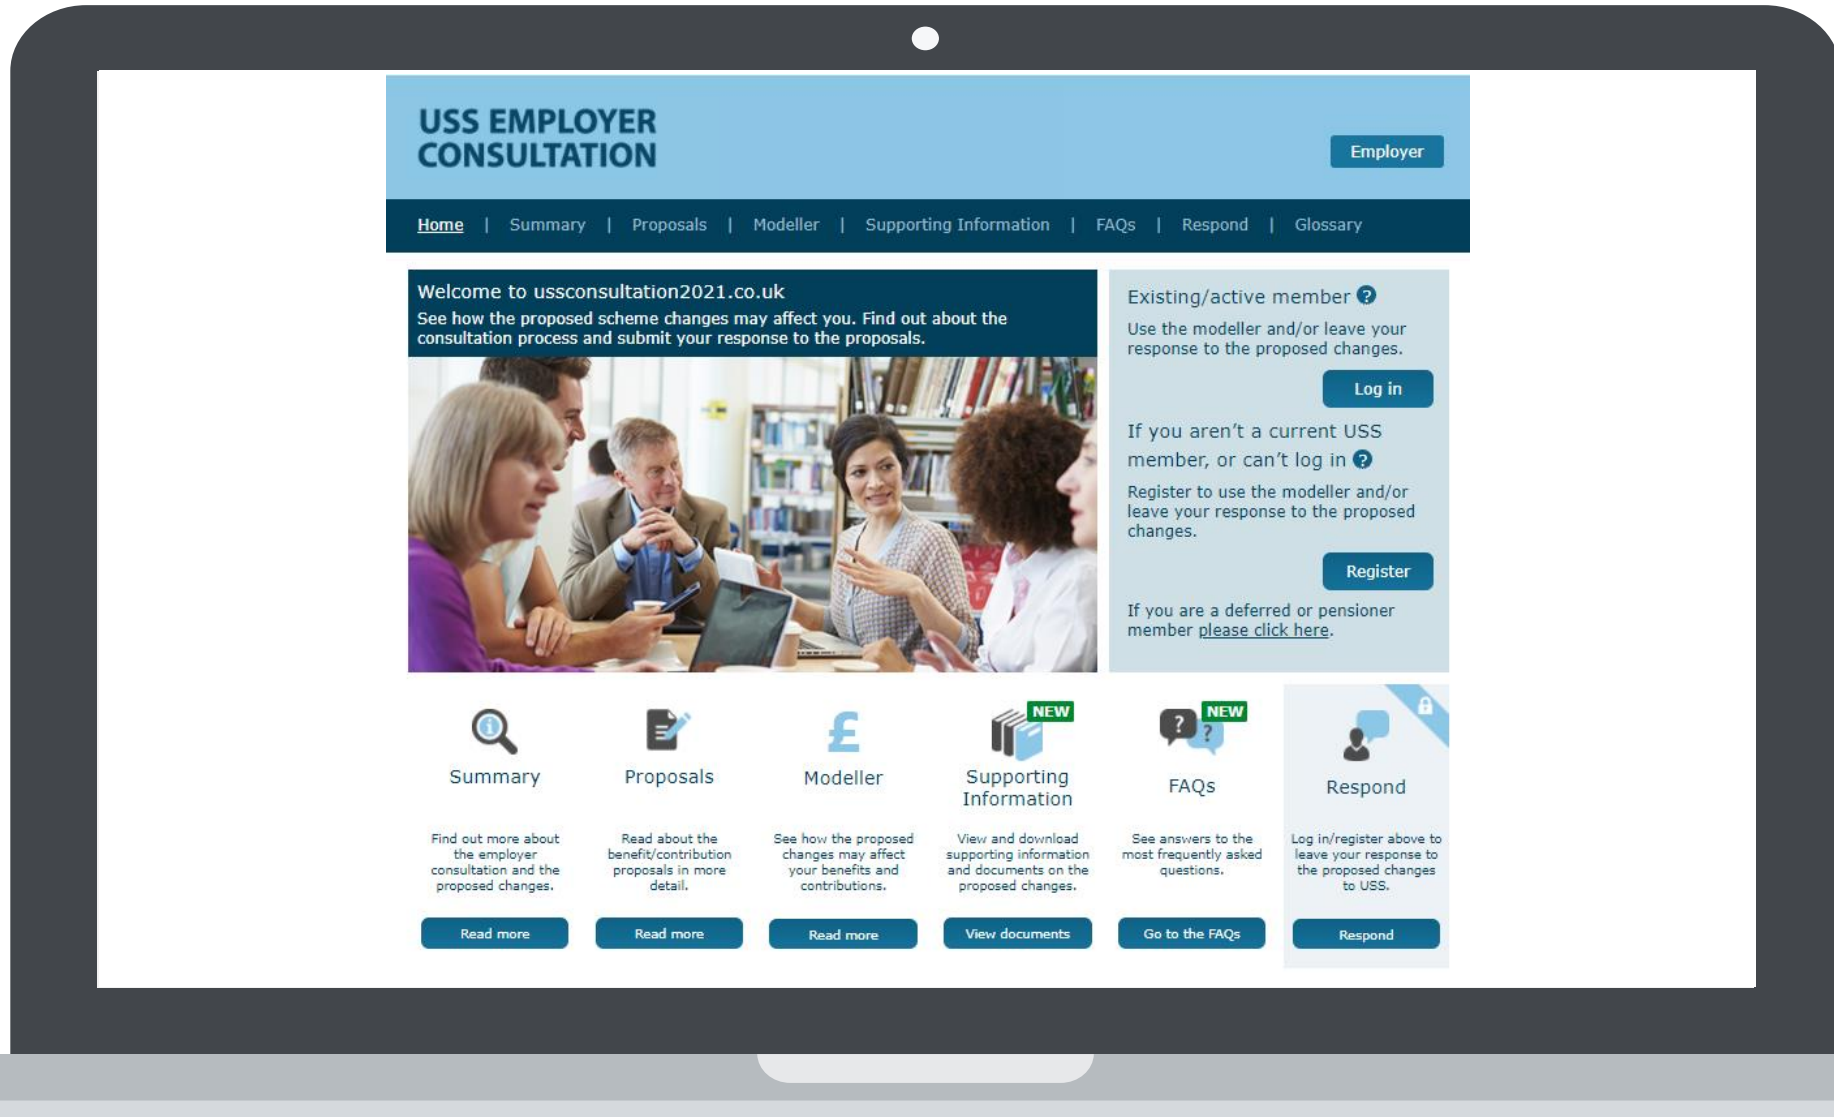 USS EMPLOYER
CONSULTATION
Employer
Home | Summary | Proposals | Modeller | Supporting Information | FAQs | Respond | Glossary
Welcome to ussconsultation2021.co.uk
See how the proposed scheme changes may affect you. Find out about the
consultation process and submit your response to the proposals.
Existing/active member ?
Use the modeller and/or leave your
response to the proposed changes.
Log in
If you aren't a current USS
member, or can't log in ?
Register to use the modeller and/or
leave your response to the proposed
changes.
Register
If you are a deferred or pensioner
member please click here.
Summary
Find out more about
the employer
consultation and the
proposed changes.
Read more
Proposals
Read about the
benefit/contribution
proposals in more
detail.
Read more
£
Modeller
See how the proposed
changes may affect
your benefits and
contributions.
Read more
NEW
Supporting
Information
View and download
supporting information
and documents on the
proposed changes.
View documents
NEW
? ?
FAQs
See answers to the
most frequently asked
questions.
Go to the FAQs
Respond
Log in/register above to
leave your response to
the proposed changes
to USS.
Respond